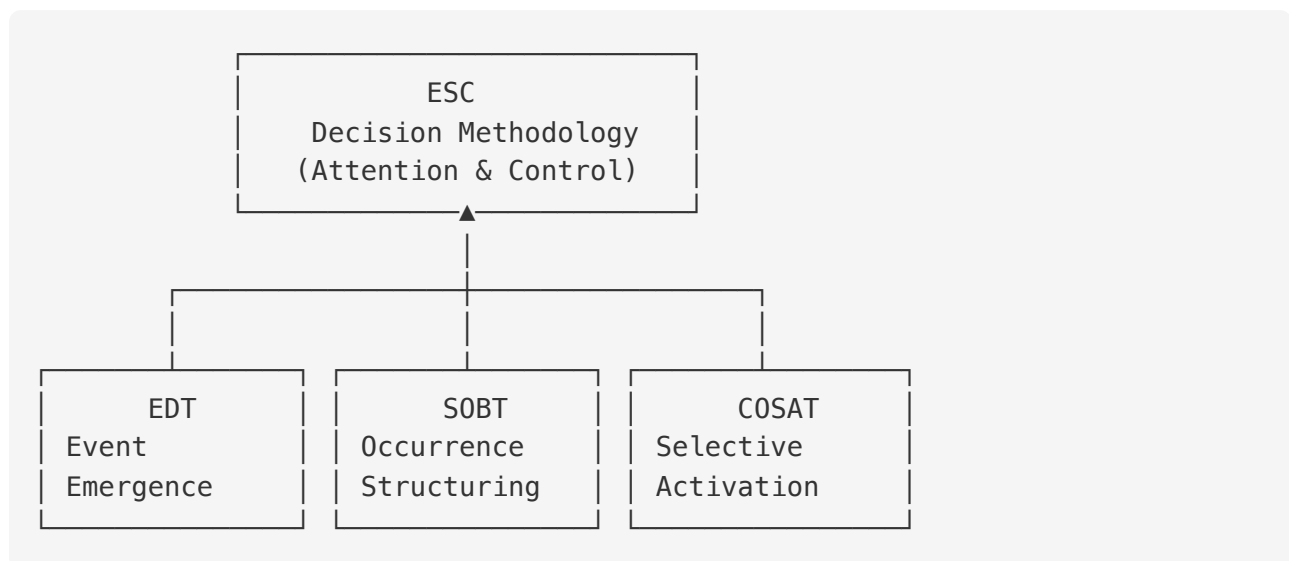 ESC
Decision Methodology
(Attention & Control)
EDT SOBT COSAT
Event Occurrence Selective
Emergence Structuring Activation